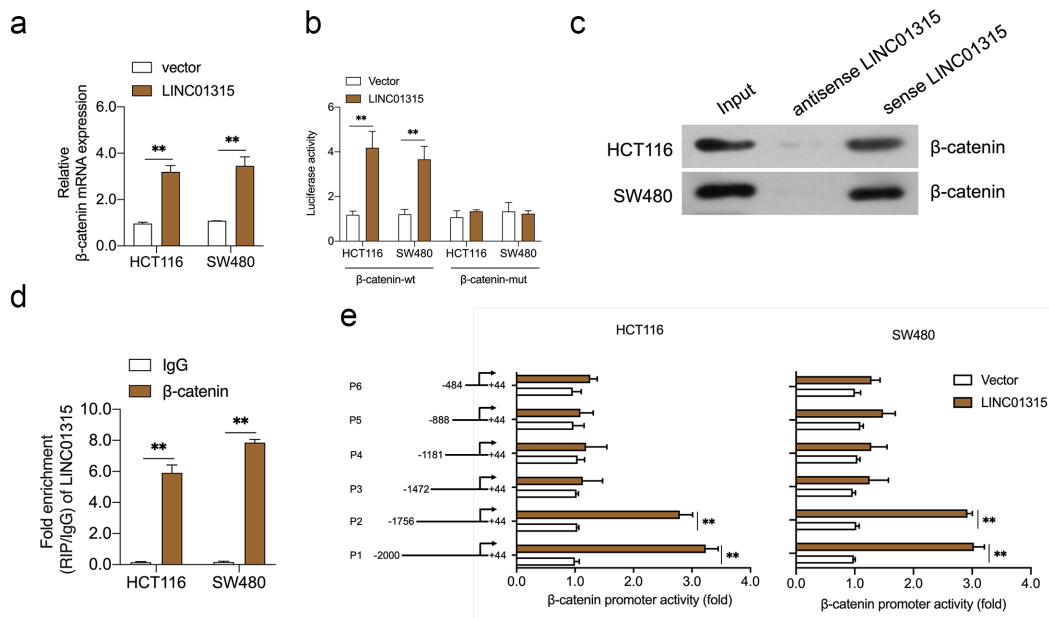 a
vector
LINC01315
Relative
β-catenin mRNA expression
6.0
4.0
2.0
0.0
**
**
HCT116
SW480
b
Vector
LINC01315
Luciferase activity
6
4
2
0
**
**
HCT116
SW480
HCT116
SW480
β-catenin-wt
β-catenin-mut
c
Input
antisense LINC01315
sense LINC01315
HCT116
β-catenin
SW480
β-catenin
d
IgG
β-catenin
Fold enrichment
(RIP/IgG) of LINC01315
10.0
8.0
6.0
4.0
2.0
0.0
**
**
HCT116
SW480
e
HCT116
SW480
Vector
LINC01315
P6 -484 +44
P5 -888 +44
P4 -1181 +44
P3 -1472 +44
P2 -1756 +44
**
**
P1 -2000 +44
**
**
0.0 1.0 2.0 3.0 4.0
β-catenin promoter activity (fold)
0.0 1.0 2.0 3.0 4.0
β-catenin promoter activity (fold)